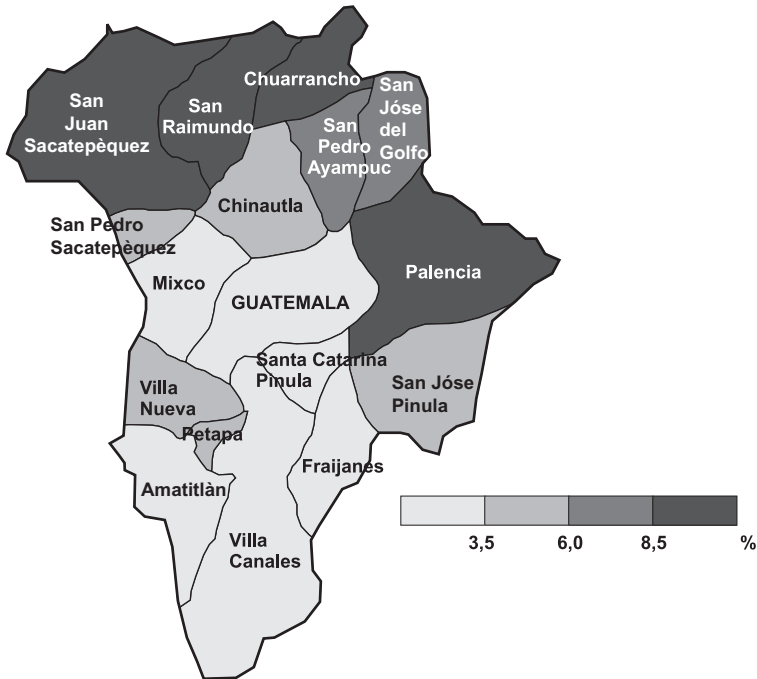 San
Juan
Sacatepèquez
San
Raimundo
Chuarrancho
San
Pedro
Ayampuc
San
Jóse
del
Golfo
San Pedro
Sacatepèquez
Chinautla
Mixco
GUATEMALA
Palencia
Santa Catarina
Pinula
San Jóse
Pinula
Villa
Nueva
Petapa
Fraijanes
Amatitlàn
Villa
Canales
3,5 6,0 8,5 %